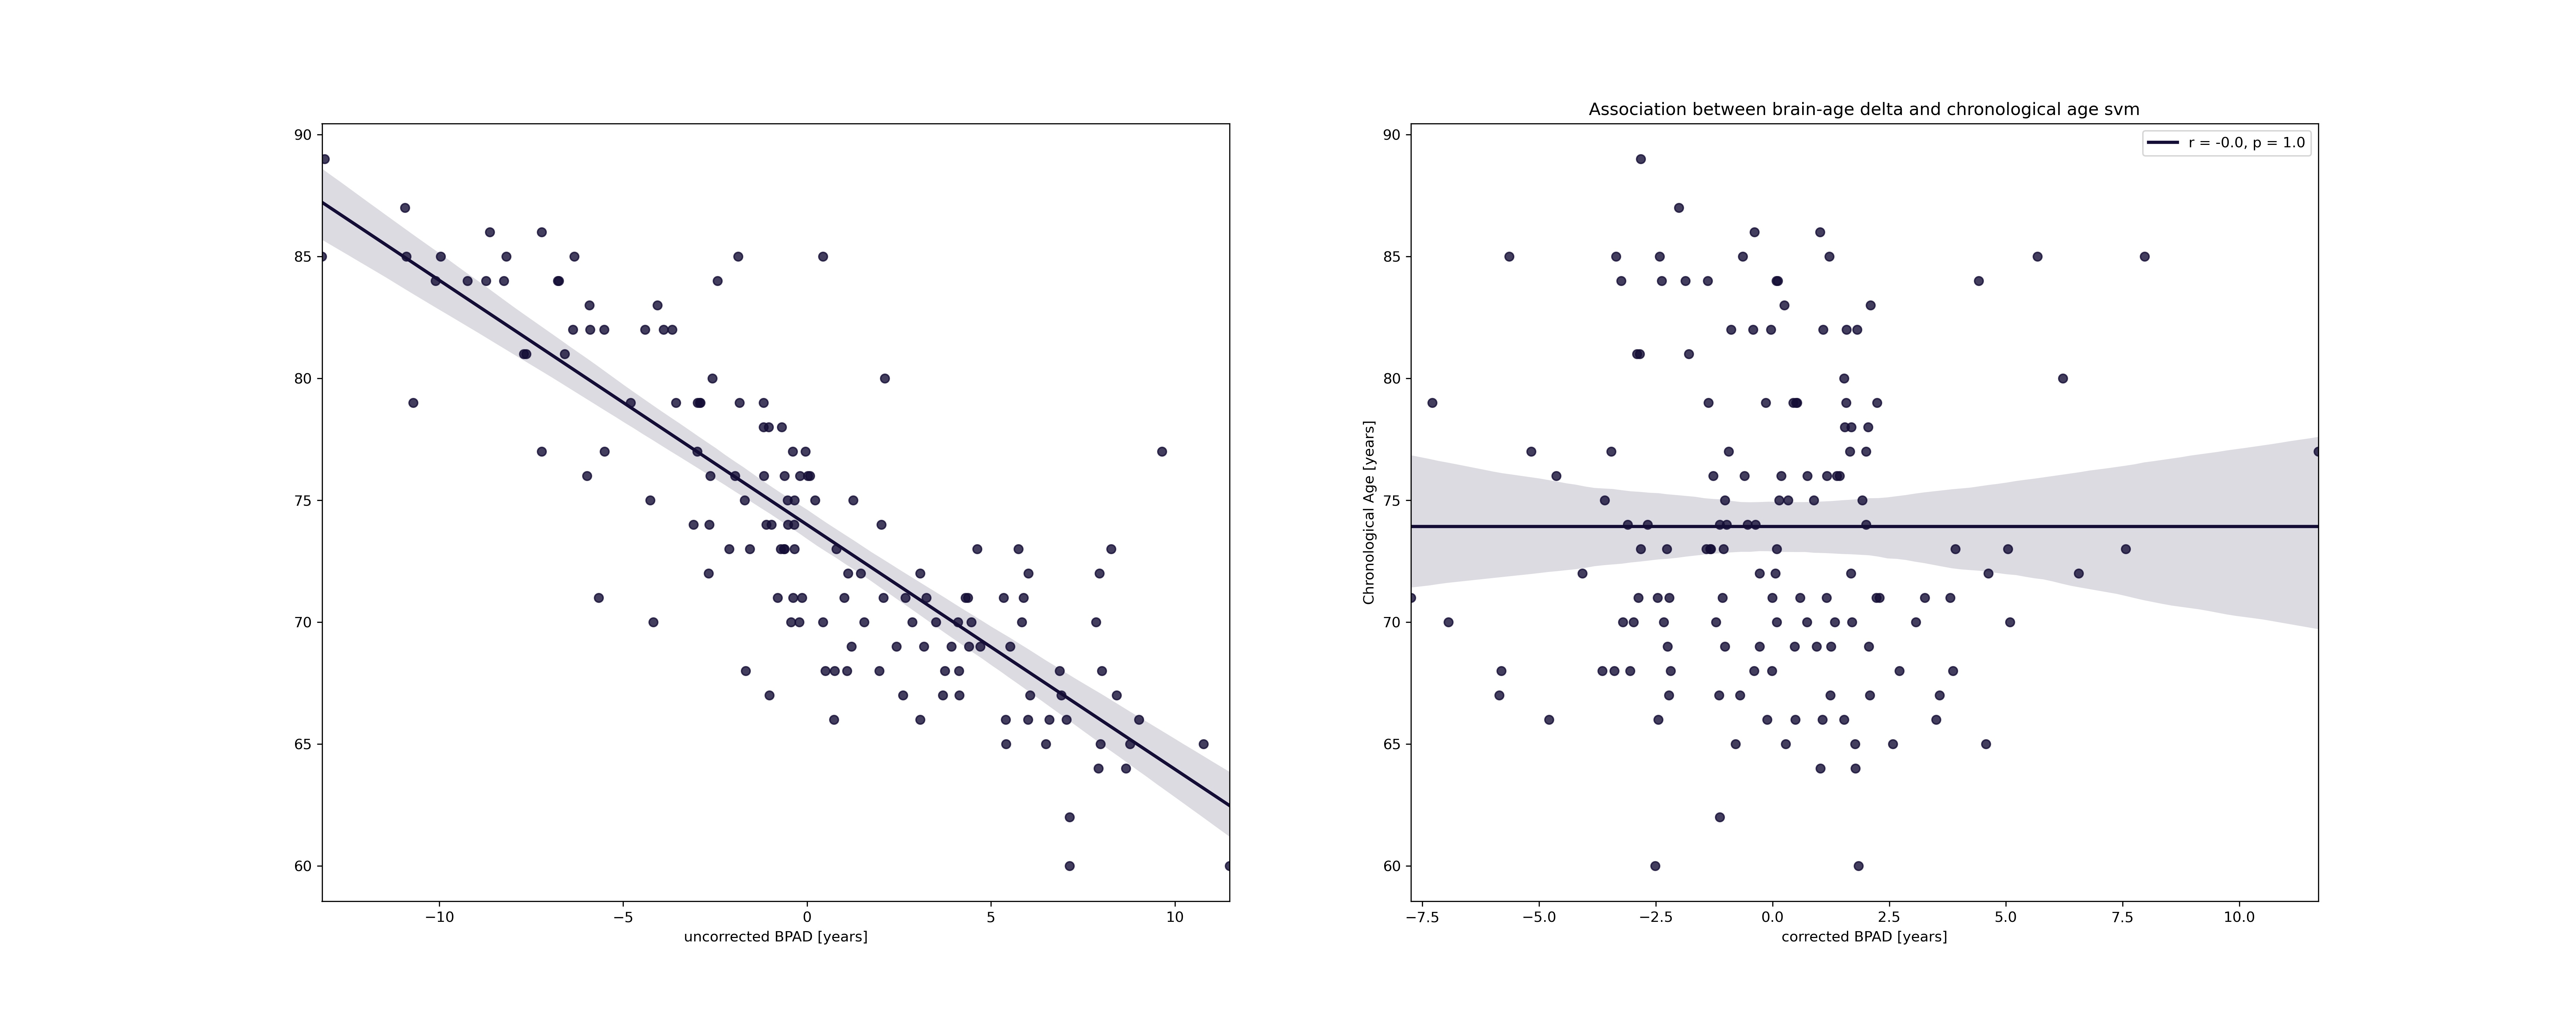 90
85
80
75
70
65
60
−10 −5 0 5 10
uncorrected BPAD [years]
Association between brain-age delta and chronological age svm
r = -0.0, p = 1.0
Chronological Age [years]
90
85
80
75
70
65
60
−7.5 −5.0 −2.5 0.0 2.5 5.0 7.5 10.0
corrected BPAD [years]